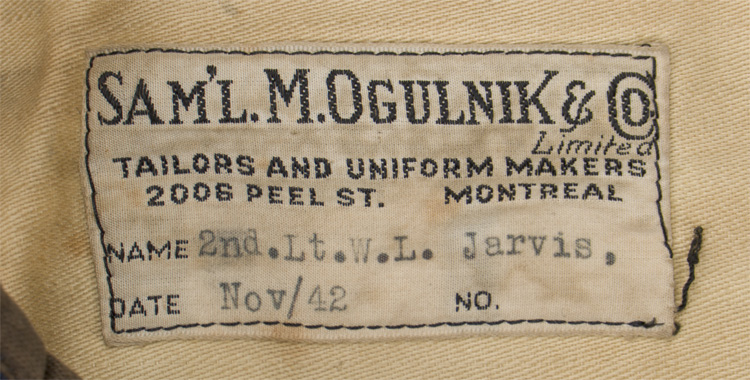 SAM'L. M. OGULNIK & CO.
Limited
TAILORS AND UNIFORM MAKERS
2006 PEEL ST. MONTREAL
NAME 2nd.Lt.W.L. Jarvis,
DATE Nov/42 NO.